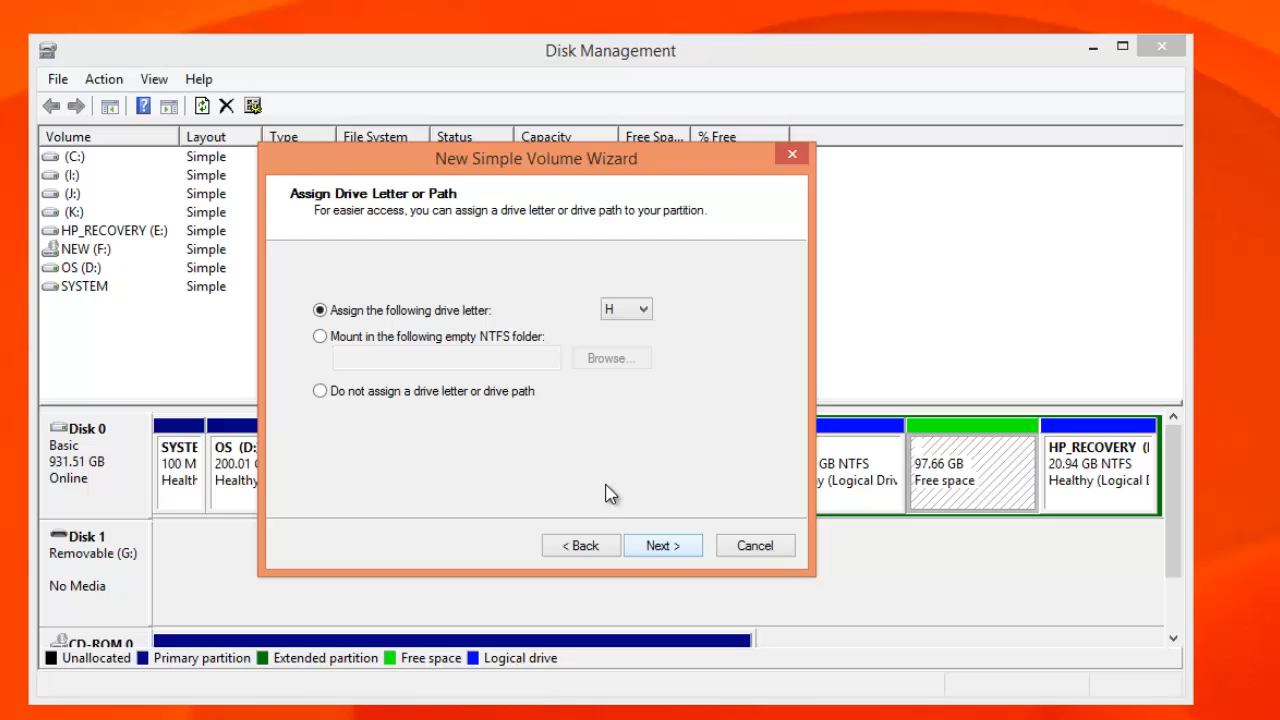 Disk Management
File Action View Help
Volume Layout Type File System Status Capacity Free Spa... % Free
(C:) Simple
(I:) Simple
(J:) Simple
(K:) Simple
HP_RECOVERY (E:) Simple
NEW (F:) Simple
OS (D:) Simple
SYSTEM Simple
New Simple Volume Wizard
Assign Drive Letter or Path
For easier access, you can assign a drive letter or drive path to your partition.
Assign the following drive letter: H
Mount in the following empty NTFS folder:
Browse...
Do not assign a drive letter or drive path
< Back Next > Cancel
Disk 0
Basic
931.51 GB
Online
SYSTE
100 M
Health
OS (D:
200.01
Healthy
GB NTFS
y (Logical Driv
97.66 GB
Free space
HP_RECOVERY (
20.94 GB NTFS
Healthy (Logical
Disk 1
Removable (G:)
No Media
CD-ROM 0
Unallocated Primary partition Extended partition Free space Logical drive